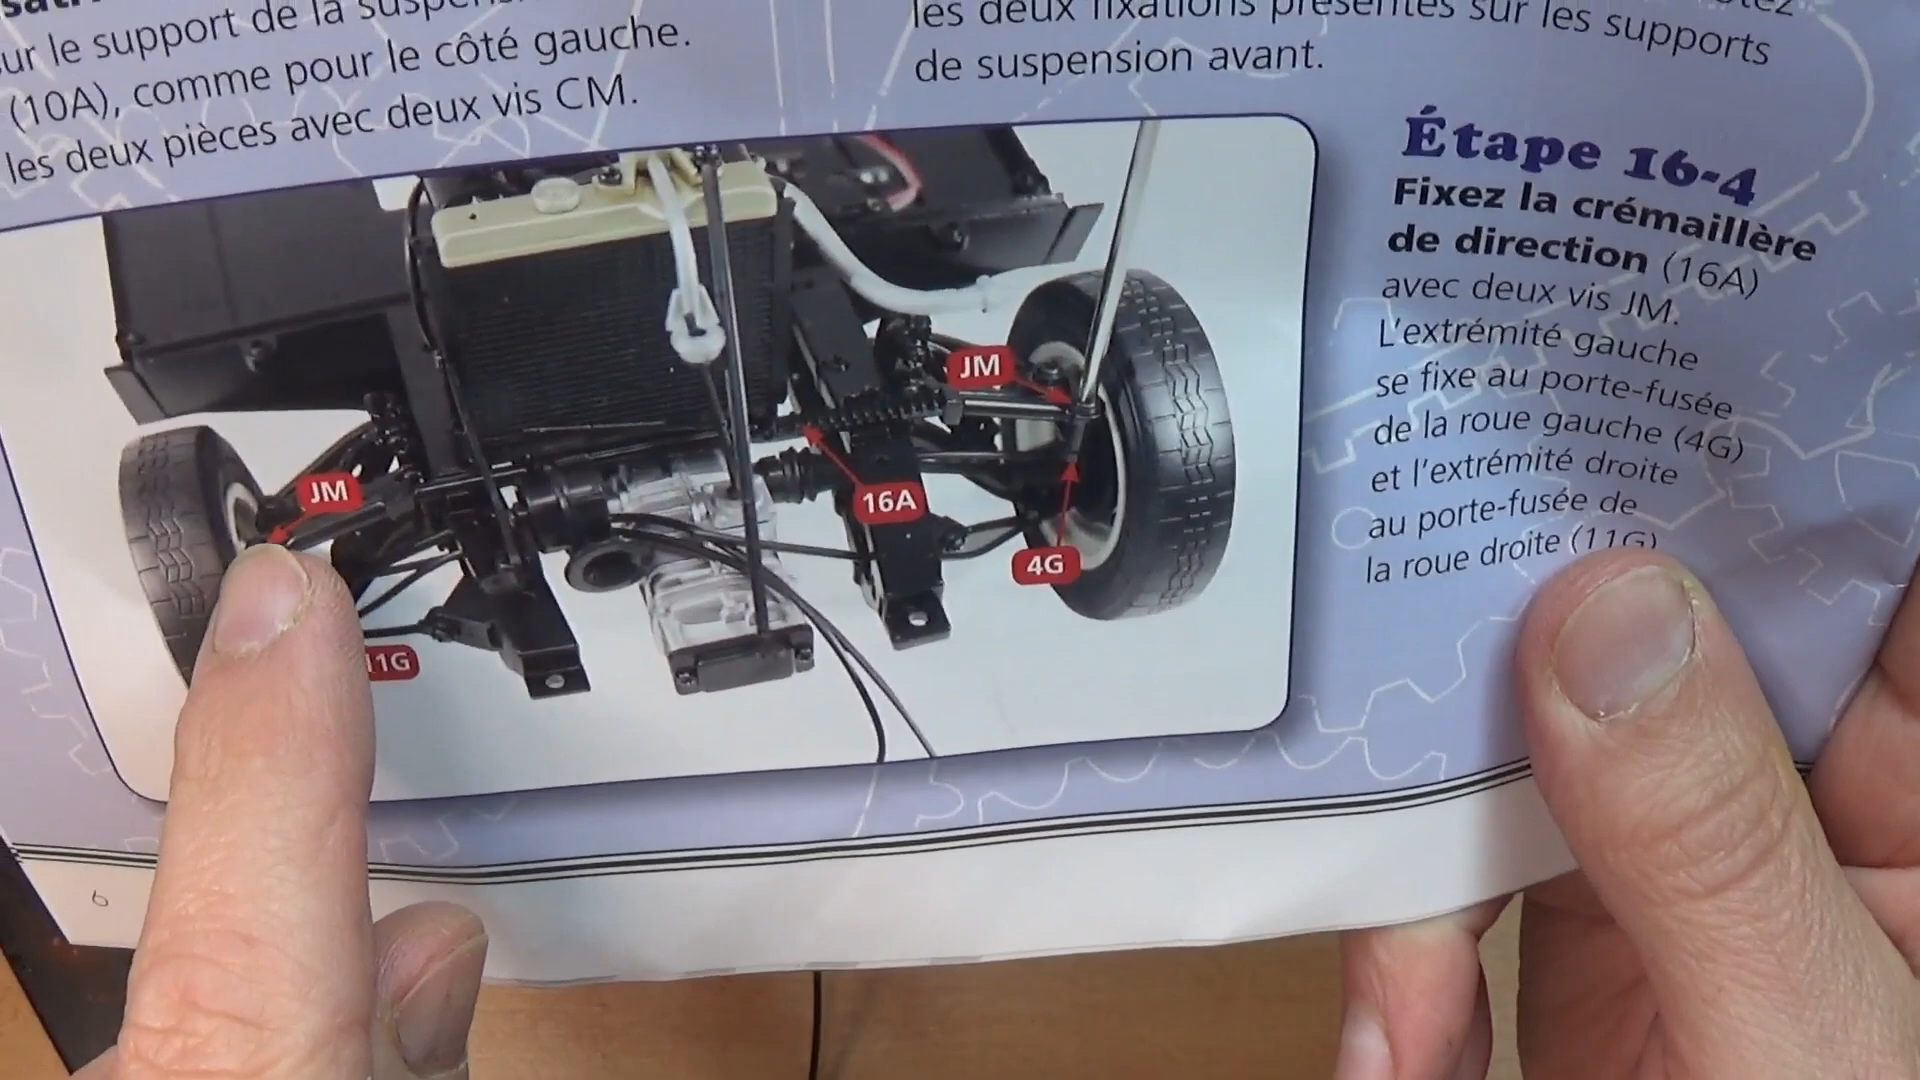 sur le support de la
(10A), comme pour le côté gauche.
les deux pièces avec deux vis CM.
les deux fixations présentes sur les supports
de suspension avant.
Étape 16-4
Fixez la crémaillère
de direction (16A)
avec deux vis JM.
L'extrémité gauche
se fixe au porte-fusée
de la roue gauche (4G)
et l'extrémité droite
au porte-fusée de
la roue droite (11G)
JM
JM
16A
4G
11G
6